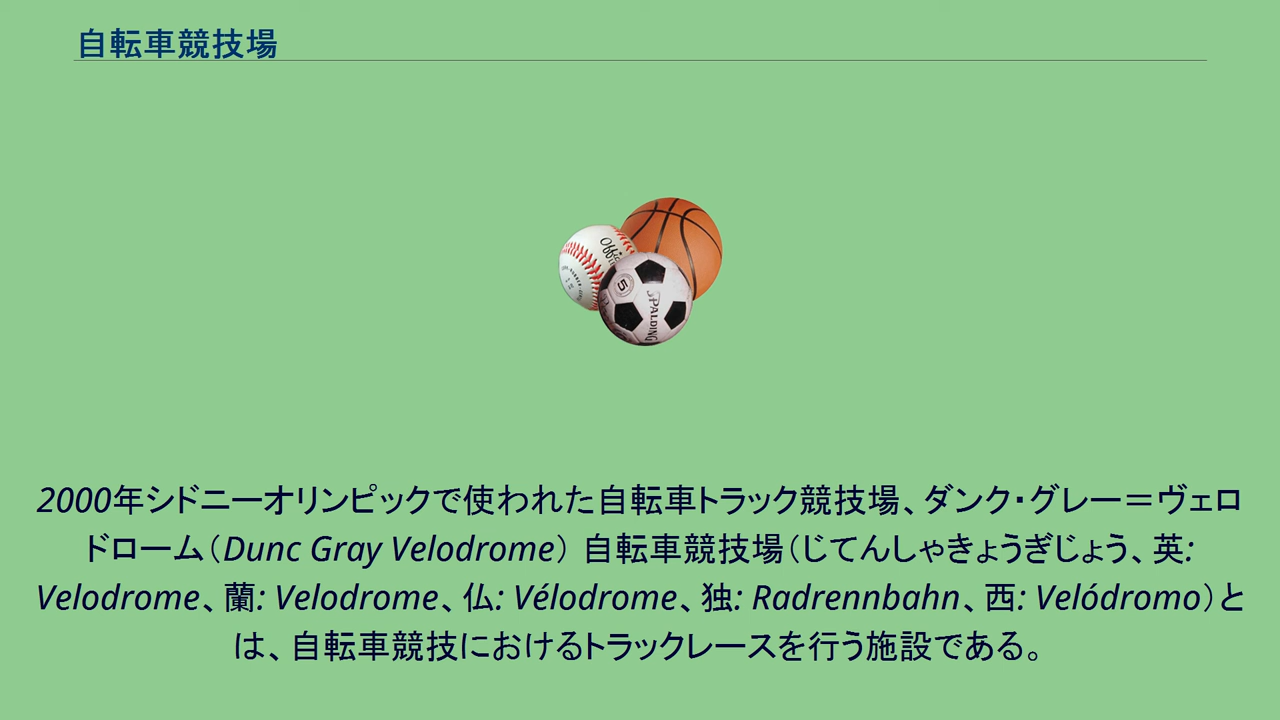 自転車競技場
Offic
5
SPALDING
2000年シドニーオリンピックで使われた自転車トラック競技場、ダンク・グレー＝ヴェロ
ドローム（Dunc Gray Velodrome） 自転車競技場（じてんしゃきょうぎじょう、英:
Velodrome、蘭: Velodrome、仏: Vélodrome、独: Radrennbahn、西: Velódromo）と
は、自転車競技におけるトラックレースを行う施設である。